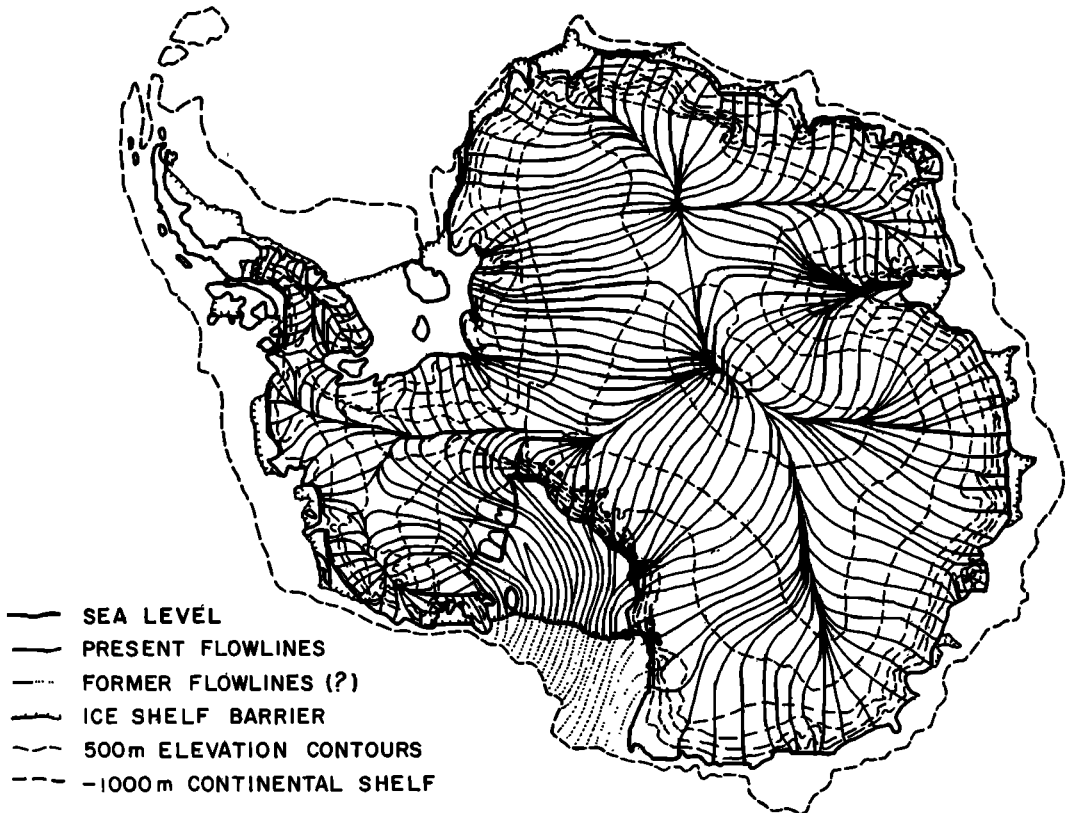 SEA LEVEL
PRESENT FLOWLINES
FORMER FLOWLINES (?)
ICE SHELF BARRIER
500m ELEVATION CONTOURS
-1000m CONTINENTAL SHELF